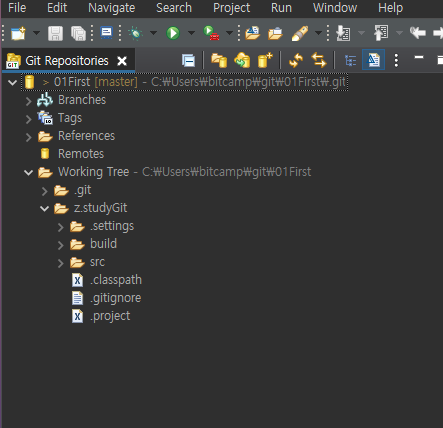 Edit Navigate Search Project Run Window Help
Git Repositories
> 01First [master] - C:₩Users₩bitcamp₩git₩01First₩.git
Branches
Tags
References
Remotes
Working Tree - C:₩Users₩bitcamp₩git₩01First
.git
z.studyGit
.settings
build
src
.classpath
.gitignore
.project